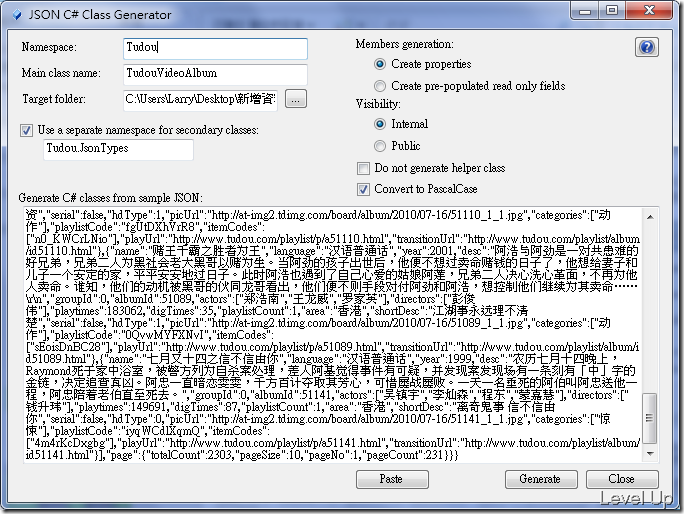 JSON C# Class Generator
Namespace:
Tudou
Main class name:
TudouVideoAlbum
Target folder:
C:\Users\Larry\Desktop\新增資
...
Use a separate namespace for secondary classes:
Tudou.JsonTypes
Members generation:
Create properties
Create pre-populated read only fields
Visibility:
Internal
Public
Do not generate helper class
Convert to PascalCase
Generate C# classes from sample JSON:
资","serial":false,"hdType":1,"picUrl":"http://at-img2.tdimg.com/board/album/2010/07-16/51110_1_1.jpg","categories":["动
作"],"playlistCode":"fgUtDXhVrR8","itemCodes":
["n0_KWCrLNio"],"playUrl":"http://www.tudou.com/playlist/p/a51110.html","transitionUrl":"http://www.tudou.com/playlist/album
/id51110.html"},{"name":"赌王千霸之胜者为王","language":"汉语普通话","year":2001,"desc":"阿浩与阿劲是一对共患难的
好兄弟，兄弟二人为黑社会老大黑哥以赌为生。当阿劲的孩子出世后，他便不想过卖命赌钱的日子了，他想给妻子和
儿子一个安定的家，平平安安地过日子。此时阿浩也遇到了自己心爱的姑娘阿莲，兄弟二人决心洗心革面，不再为他
人卖命。谁知，他们的动机被黑哥的伙同龙哥看出，他们便不则手段对付阿劲和阿浩，想控制他们继续为其卖命……
\r\n","groupId":0,"albumId":51089,"actors":["郑浩南","王龙威","罗家英"],"directors":["彭俊
伟"],"playtimes":183062,"digTimes":35,"playlistCount":1,"area":"香港","shortDesc":"江湖事永远理不清
楚","serial":false,"hdType":1,"picUrl":"http://at-img2.tdimg.com/board/album/2010/07-16/51089_1_1.jpg","categories":["动
作"],"playlistCode":"0QvwMYFXNvI","itemCodes":
["sEoisDnBC28"],"playUrl":"http://www.tudou.com/playlist/p/a51089.html","transitionUrl":"http://www.tudou.com/playlist/album/i
d51089.html"},{"name":"七月又十四之信不信由你","language":"汉语普通话","year":1999,"desc":"农历七月十四晚上，
Raymond死于家中浴室，被警方列为自杀案处理，差人阿基觉得事件有可疑，并发现案发现场有一条刻有「中」字的
金链，决定追查真凶。阿忠一直暗恋雯雯，千方百计夺取其芳心，可惜屡战屡败。一天一名垂死的阿伯叫阿忠送他一
程，阿忠陪着老伯直至死去。","groupId":0,"albumId":51141,"actors":["吴镇宇","李灿森","程东","蒙嘉慧"],"directors":["
钱升玮"],"playtimes":149691,"digTimes":87,"playlistCount":1,"area":"香港","shortDesc":"离奇鬼事 信不信由
你","serial":false,"hdType":0,"picUrl":"http://at-img2.tdimg.com/board/album/2010/07-16/51141_1_1.jpg","categories":["惊
悚"],"playlistCode":"iyqWCdlXqmQ","itemCodes":
["4m4rKcDxgbg"],"playUrl":"http://www.tudou.com/playlist/p/a51141.html","transitionUrl":"http://www.tudou.com/playlist/album/
id51141.html"}],"page":{"totalCount":2303,"pageSize":10,"pageNo":1,"pageCount":231}}}
Paste
Generate
Close
Level Up